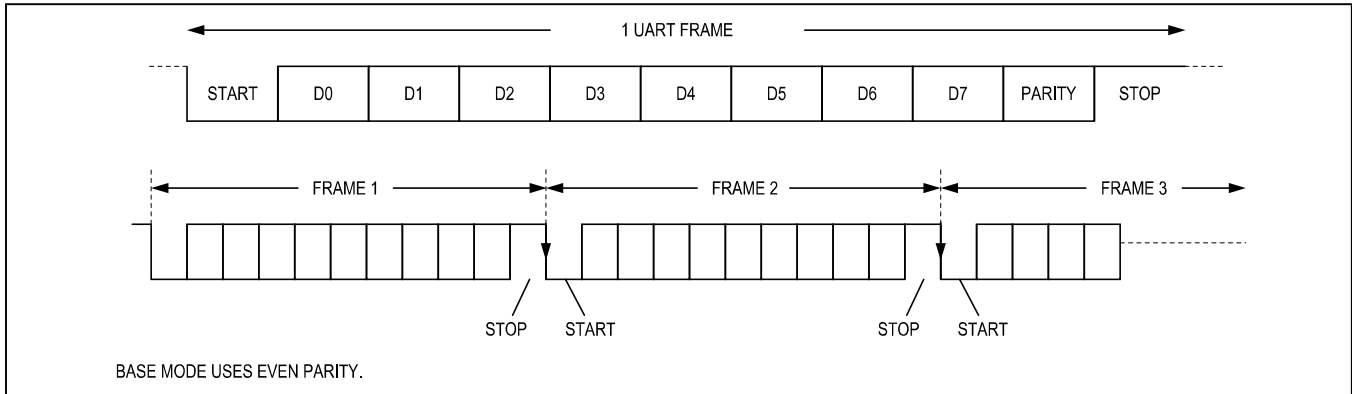 1 UART FRAME
START D0 D1 D2 D3 D4 D5 D6 D7 PARITY STOP
FRAME 1 FRAME 2 FRAME 3
STOP START STOP START
BASE MODE USES EVEN PARITY.